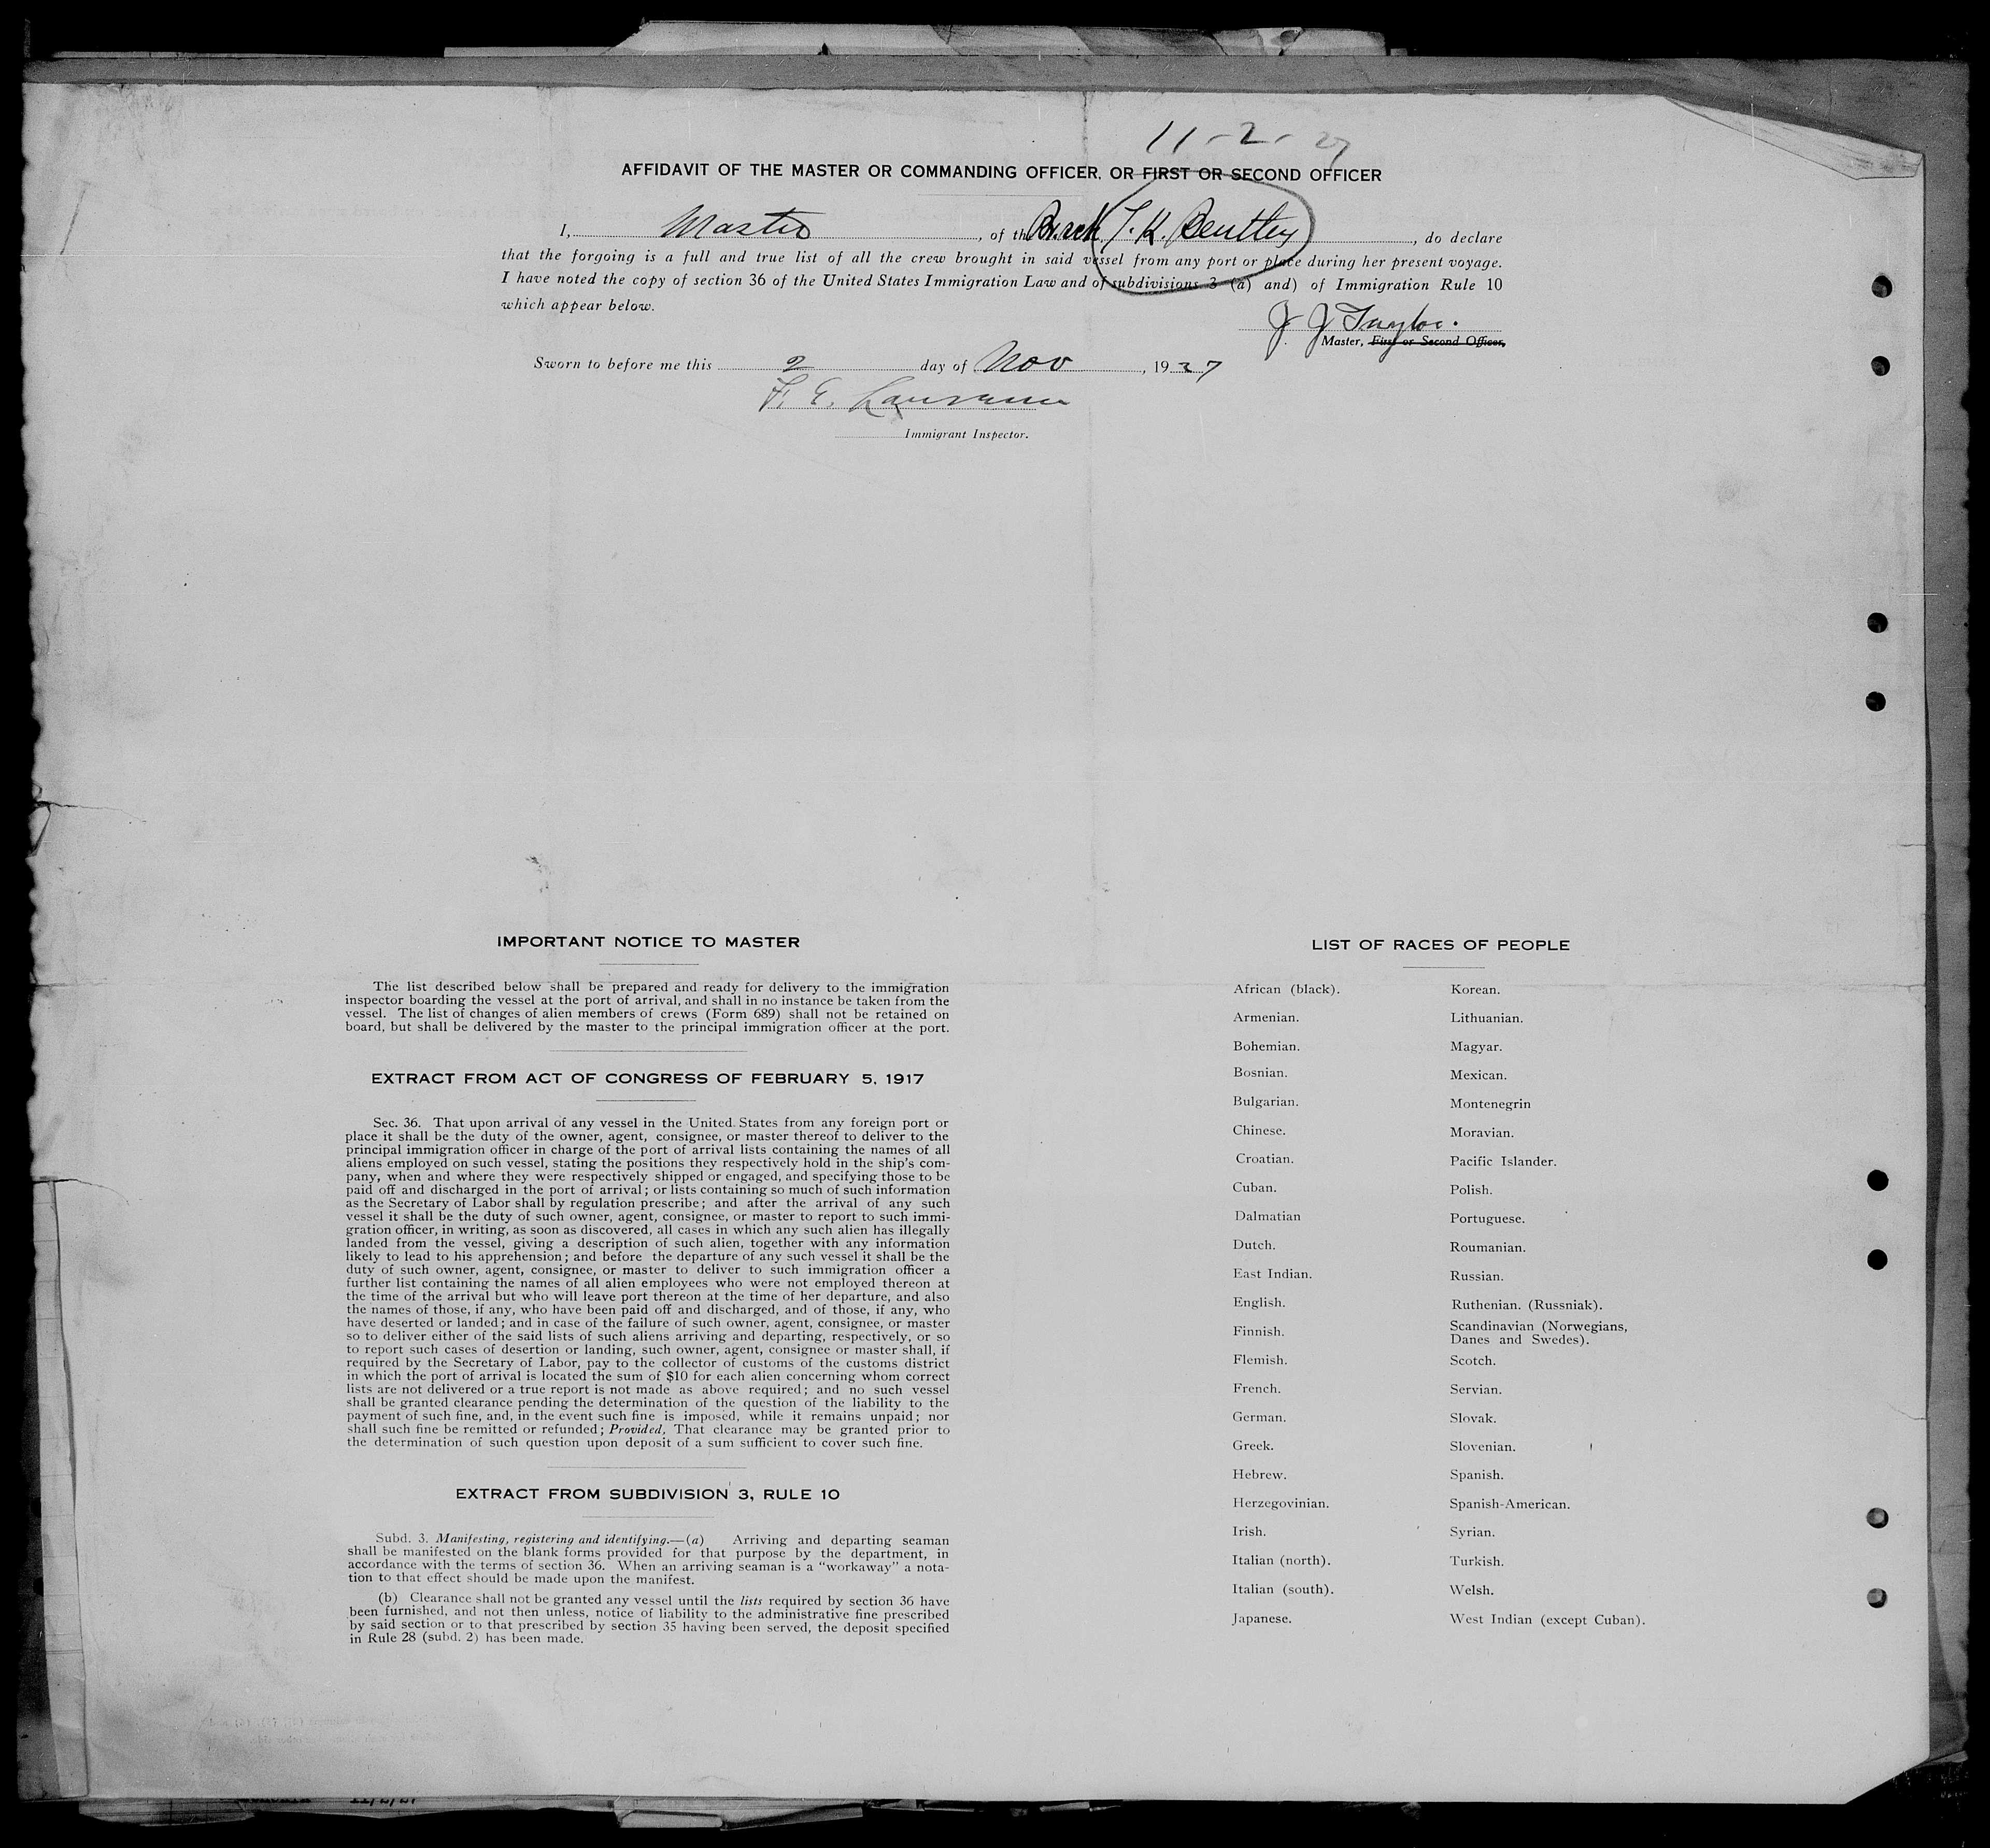 11-2-27
AFFIDAVIT OF THE MASTER OR COMMANDING OFFICER, OR FIRST OR SECOND OFFICER
I, Master, of the Br. sch T. K. Bentley, do declare
that the forgoing is a full and true list of all the crew brought in said vessel from any port or place during her present voyage.
I have noted the copy of section 36 of the United States Immigration Law and of subdivisions 3 (a) and) of Immigration Rule 10
which appear below.
J J Taylor.
Master, First or Second Officer,
Sworn to before me this 2 day of Nov, 1927
F. E.
Immigrant Inspector.
IMPORTANT NOTICE TO MASTER
The list described below shall be prepared and ready for delivery to the immigration
inspector boarding the vessel at the port of arrival, and shall in no instance be taken from the
vessel. The list of changes of alien members of crews (Form 689) shall not be retained on
board, but shall be delivered by the master to the principal immigration officer at the port.
EXTRACT FROM ACT OF CONGRESS OF FEBRUARY 5, 1917
Sec. 36. That upon arrival of any vessel in the United States from any foreign port or
place it shall be the duty of the owner, agent, consignee, or master thereof to deliver to the
principal immigration officer in charge of the port of arrival lists containing the names of all
aliens employed on such vessel, stating the positions they respectively hold in the ship's com-
pany, when and where they were respectively shipped or engaged, and specifying those to be
paid off and discharged in the port of arrival; or lists containing so much of such information
as the Secretary of Labor shall by regulation prescribe; and after the arrival of any such
vessel it shall be the duty of such owner, agent, consignee, or master to report to such immi-
gration officer, in writing, as soon as discovered, all cases in which any such alien has illegally
landed from the vessel, giving a description of such alien, together with any information
likely to lead to his apprehension; and before the departure of any such vessel it shall be the
duty of such owner, agent, consignee, or master to deliver to such immigration officer a
further list containing the names of all alien employees who were not employed thereon at
the time of the arrival but who will leave port thereon at the time of her departure, and also
the names of those, if any, who have been paid off and discharged, and of those, if any, who
have deserted or landed; and in case of the failure of such owner, agent, consignee, or master
so to deliver either of the said lists of such aliens arriving and departing, respectively, or so
to report such cases of desertion or landing, such owner, agent, consignee or master shall, if
required by the Secretary of Labor, pay to the collector of customs of the customs district
in which the port of arrival is located the sum of $10 for each alien concerning whom correct
lists are not delivered or a true report is not made as above required; and no such vessel
shall be granted clearance pending the determination of the question of the liability to the
payment of such fine, and, in the event such fine is imposed, while it remains unpaid; nor
shall such fine be remitted or refunded; Provided, That clearance may be granted prior to
the determination of such question upon deposit of a sum sufficient to cover such fine.
EXTRACT FROM SUBDIVISION 3, RULE 10
Subd. 3. Manifesting, registering and identifying.—(a) Arriving and departing seaman
shall be manifested on the blank forms provided for that purpose by the department, in
accordance with the terms of section 36. When an arriving seaman is a "workaway" a nota-
tion to that effect should be made upon the manifest.
(b) Clearance shall not be granted any vessel until the lists required by section 36 have
been furnished, and not then unless, notice of liability to the administrative fine prescribed
by said section or to that prescribed by section 35 having been served, the deposit specified
in Rule 28 (subd. 2) has been made.
LIST OF RACES OF PEOPLE
African (black).
Armenian.
Bohemian.
Bosnian.
Bulgarian.
Chinese.
Croatian.
Cuban.
Dalmatian
Dutch.
East Indian.
English.
Finnish.
Flemish.
French.
German.
Greek.
Hebrew.
Herzegovinian.
Irish.
Italian (north).
Italian (south).
Japanese.
Korean.
Lithuanian.
Magyar.
Mexican.
Montenegrin
Moravian.
Pacific Islander.
Polish.
Portuguese.
Roumanian.
Russian.
Ruthenian. (Russniak).
Scandinavian (Norwegians,
Danes and Swedes).
Scotch.
Servian.
Slovak.
Slovenian.
Spanish.
Spanish-American.
Syrian.
Turkish.
Welsh.
West Indian (except Cuban).